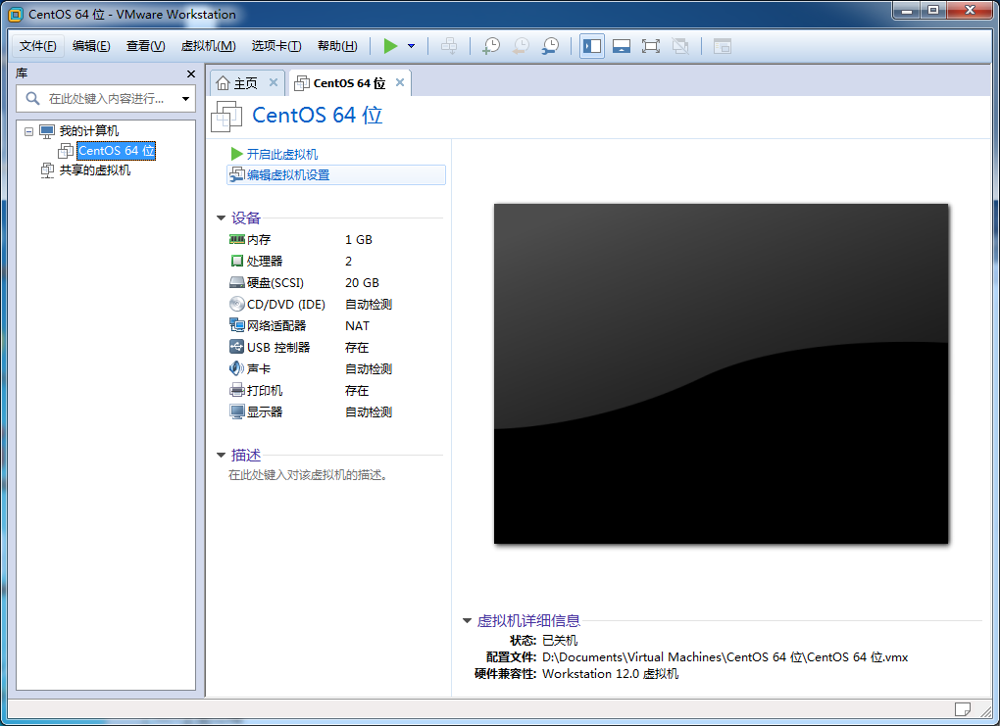 CentOS 64 位 - VMware Workstation
文件(F) 编辑(E) 查看(V) 虚拟机(M) 选项卡(T) 帮助(H)
库
在此处键入内容进行...
我的计算机
CentOS 64 位
共享的虚拟机
主页 CentOS 64 位
CentOS 64 位
开启此虚拟机
编辑虚拟机设置
设备
内存 1 GB
处理器 2
硬盘(SCSI) 20 GB
CD/DVD (IDE) 自动检测
网络适配器 NAT
USB 控制器 存在
声卡 自动检测
打印机 存在
显示器 自动检测
描述
在此处键入对该虚拟机的描述。
虚拟机详细信息
状态: 已关机
配置文件: D:\Documents\Virtual Machines\CentOS 64 位\CentOS 64 位.vmx
硬件兼容性: Workstation 12.0 虚拟机